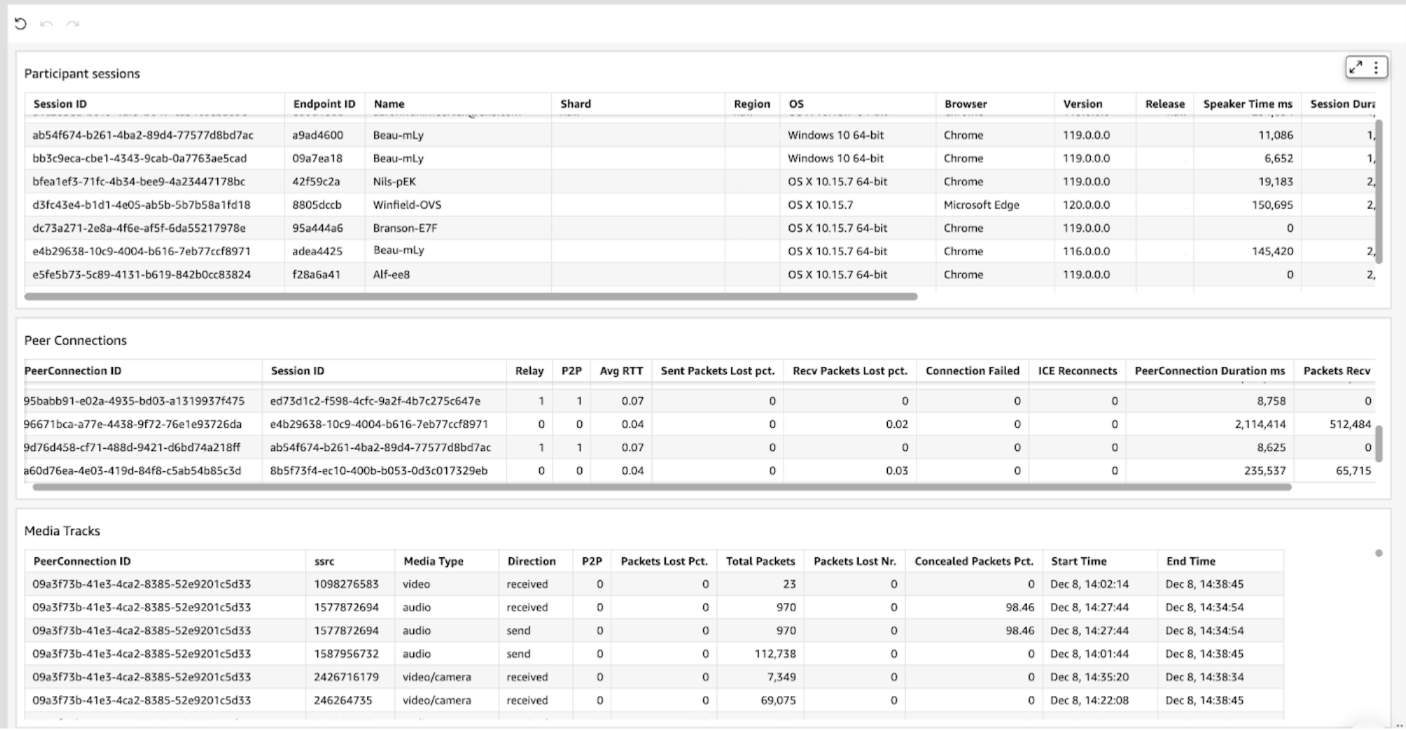 Participant sessions
Session ID Endpoint ID Name Shard Region OS Browser Version Release Speaker Time ms Session Dura
ab54f674-b261-4ba2-89d4-77577d8bd7ac a9ad4600 Beau-mLy Windows 10 64-bit Chrome 119.0.0.0 11,086 1,
bb3c9eca-cbe1-4343-9cab-0a7763ae5cad 09a7ea18 Beau-mLy Windows 10 64-bit Chrome 119.0.0.0 6,652 1,
bfea1ef3-71fc-4b34-bee9-4a23447178bc 42f59c2a Nils-pEK OS X 10.15.7 64-bit Chrome 119.0.0.0 19,183 2,
d3fc43e4-b1d1-4e05-ab5b-5b7b58a1fd18 8805dccb Winfield-OVS OS X 10.15.7 Microsoft Edge 120.0.0.0 150,695 2,
dc73a271-2e8a-4f6e-af5f-6da55217978e 95a444a6 Branson-E7F OS X 10.15.7 64-bit Chrome 119.0.0.0 0
e4b29638-10c9-4004-b616-7eb77ccf8971 adea4425 Beau-mLy OS X 10.15.7 64-bit Chrome 116.0.0.0 145,420 2,
e5fe5b73-5c89-4131-b619-842b0cc83824 f28a6a41 Alf-ee8 OS X 10.15.7 64-bit Chrome 119.0.0.0 0 2,
Peer Connections
PeerConnection ID Session ID Relay P2P Avg RTT Sent Packets Lost pct. Recv Packets Lost pct. Connection Failed ICE Reconnects PeerConnection Duration ms Packets Recv
95babb91-e02a-4935-bd03-a1319937f475 ed73d1c2-f598-4cfc-9a2f-4b7c275c647e 1 1 0.07 0 0 0 0 8,758 0
96671bca-a77e-4438-9f72-76e1e93726da e4b29638-10c9-4004-b616-7eb77ccf8971 0 0 0.04 0 0.02 0 0 2,114,414 512,484
9d76d458-cf71-488d-9421-d6bd74a218ff ab54f674-b261-4ba2-89d4-77577d8bd7ac 1 1 0.07 0 0 0 0 8,625 0
a60d76ea-4e03-419d-84f8-c5ab54b85c3d 8b5f73f4-ec10-400b-b053-0d3c017329eb 0 0 0.04 0 0.03 0 0 235,537 65,715
Media Tracks
PeerConnection ID ssrc Media Type Direction P2P Packets Lost Pct. Total Packets Packets Lost Nr. Concealed Packets Pct. Start Time End Time
09a3f73b-41e3-4ca2-8385-52e9201c5d33 1098276583 video received 0 0 23 0 0 Dec 8, 14:02:14 Dec 8, 14:38:45
09a3f73b-41e3-4ca2-8385-52e9201c5d33 1577872694 audio received 0 0 970 0 98.46 Dec 8, 14:27:44 Dec 8, 14:34:54
09a3f73b-41e3-4ca2-8385-52e9201c5d33 1577872694 audio send 0 0 970 0 98.46 Dec 8, 14:27:44 Dec 8, 14:34:54
09a3f73b-41e3-4ca2-8385-52e9201c5d33 1587956732 audio send 0 0 112,738 0 0 Dec 8, 14:01:44 Dec 8, 14:38:45
09a3f73b-41e3-4ca2-8385-52e9201c5d33 2426716179 video/camera received 0 0 7,349 0 0 Dec 8, 14:35:20 Dec 8, 14:38:34
09a3f73b-41e3-4ca2-8385-52e9201c5d33 246264735 video/camera received 0 0 69,075 0 0 Dec 8, 14:22:08 Dec 8, 14:38:45